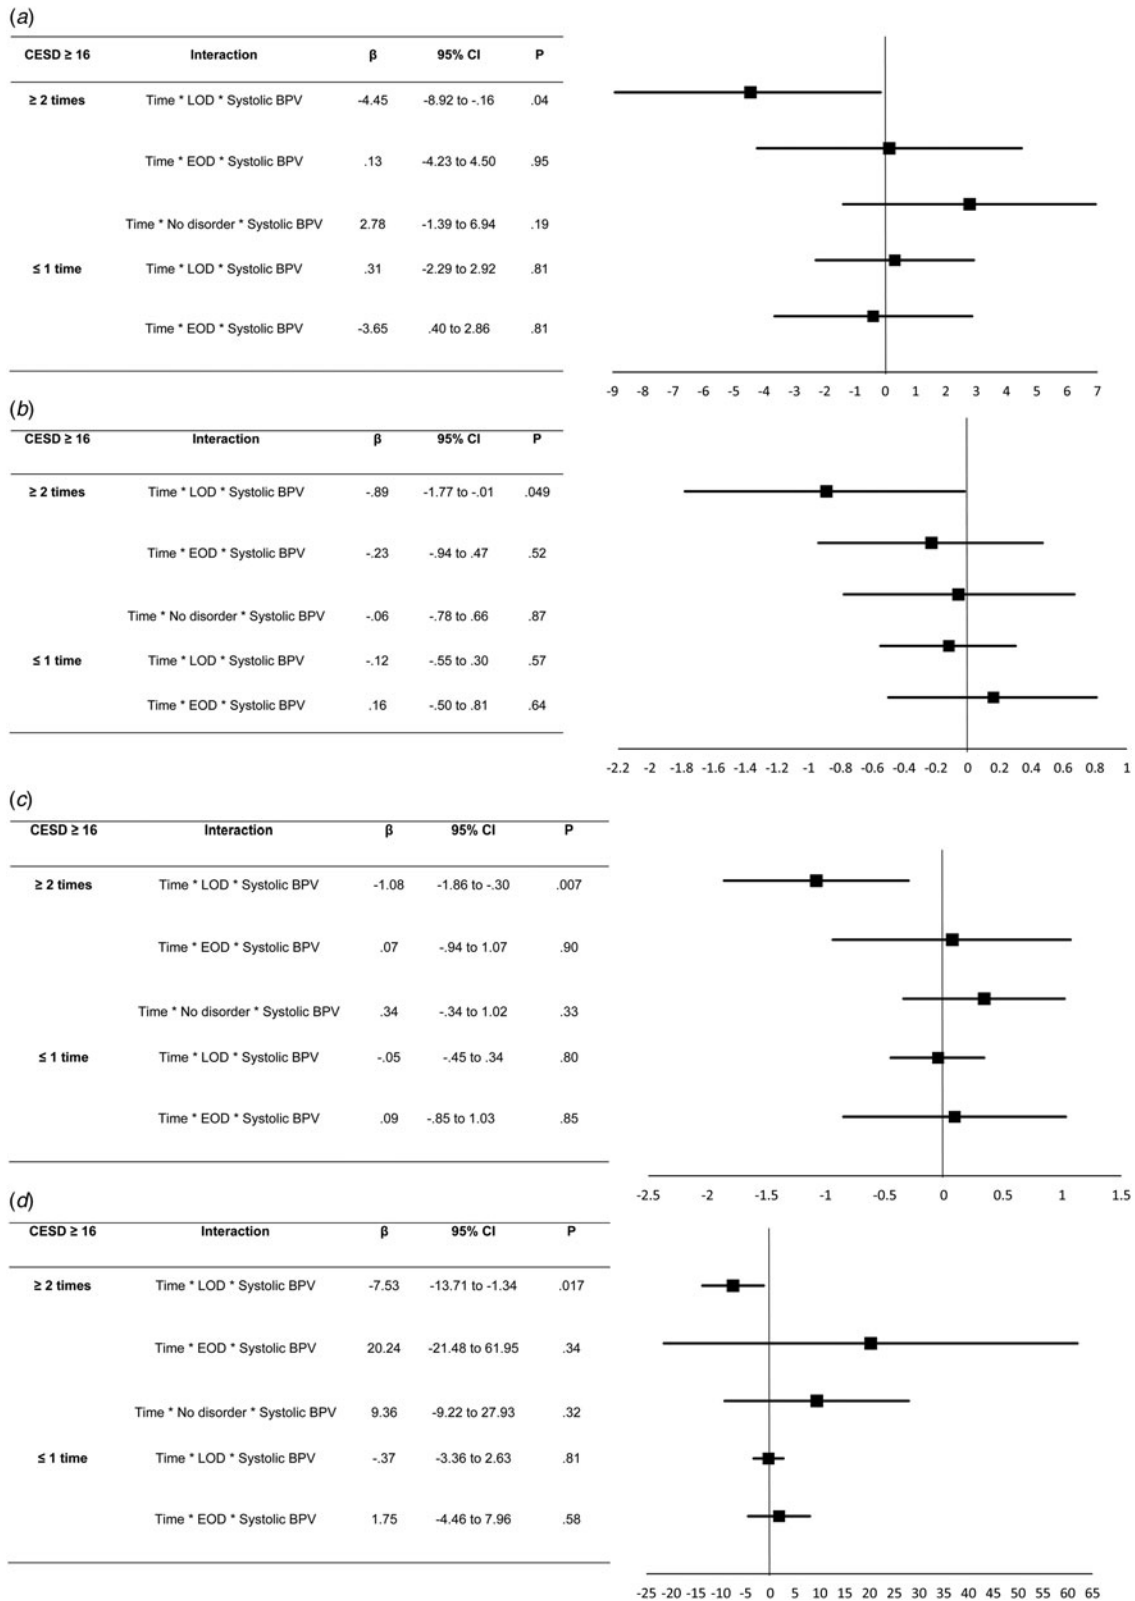 (a)
CESD ≥ 16 Interaction β 95% CI P
≥ 2 times Time * LOD * Systolic BPV -4.45 -8.92 to -.16 .04
Time * EOD * Systolic BPV .13 -4.23 to 4.50 .95
Time * No disorder * Systolic BPV 2.78 -1.39 to 6.94 .19
≤ 1 time Time * LOD * Systolic BPV .31 -2.29 to 2.92 .81
Time * EOD * Systolic BPV -3.65 .40 to 2.86 .81
-9 -8 -7 -6 -5 -4 -3 -2 -1 0 1 2 3 4 5 6 7
(b)
CESD ≥ 16 Interaction β 95% CI P
≥ 2 times Time * LOD * Systolic BPV -.89 -1.77 to -.01 .049
Time * EOD * Systolic BPV -.23 -.94 to .47 .52
Time * No disorder * Systolic BPV -.06 -.78 to .66 .87
≤ 1 time Time * LOD * Systolic BPV -.12 -.55 to .30 .57
Time * EOD * Systolic BPV .16 -.50 to .81 .64
-2.2 -2 -1.8 -1.6 -1.4 -1.2 -1 -0.8 -0.6 -0.4 -0.2 0 0.2 0.4 0.6 0.8 1
(c)
CESD ≥ 16 Interaction β 95% CI P
≥ 2 times Time * LOD * Systolic BPV -1.08 -1.86 to -.30 .007
Time * EOD * Systolic BPV .07 -.94 to 1.07 .90
Time * No disorder * Systolic BPV .34 -.34 to 1.02 .33
≤ 1 time Time * LOD * Systolic BPV -.05 -.45 to .34 .80
Time * EOD * Systolic BPV .09 -.85 to 1.03 .85
-2.5 -2 -1.5 -1 -0.5 0 0.5 1 1.5
(d)
CESD ≥ 16 Interaction β 95% CI P
≥ 2 times Time * LOD * Systolic BPV -7.53 -13.71 to -1.34 .017
Time * EOD * Systolic BPV 20.24 -21.48 to 61.95 .34
Time * No disorder * Systolic BPV 9.36 -9.22 to 27.93 .32
≤ 1 time Time * LOD * Systolic BPV -.37 -3.36 to 2.63 .81
Time * EOD * Systolic BPV 1.75 -4.46 to 7.96 .58
-25 -20 -15 -10 -5 0 5 10 15 20 25 30 35 40 45 50 55 60 65